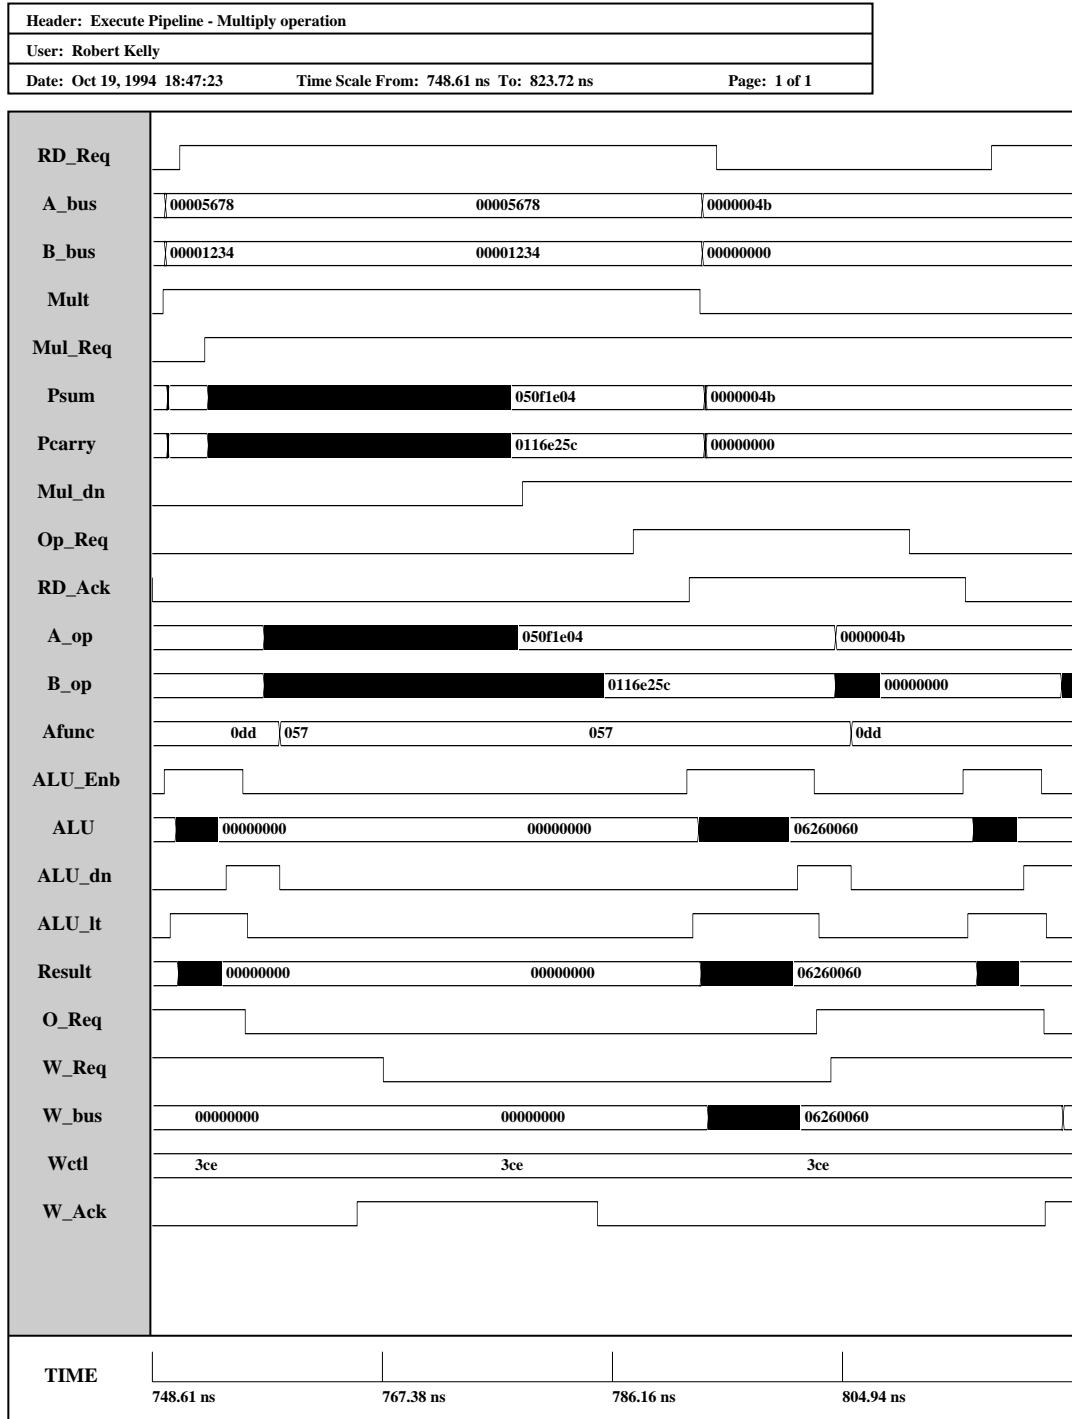 Header: Execute Pipeline - Multiply operation
User: Robert Kelly
Date: Oct 19, 1994 18:47:23 Time Scale From: 748.61 ns To: 823.72 ns Page: 1 of 1
RD_Req
A_bus 00005678 00005678 0000004b
B_bus 00001234 00001234 00000000
Mult
Mul_Req
Psum 050f1e04 0000004b
Pcarry 0116e25c 00000000
Mul_dn
Op_Req
RD_Ack
A_op 050f1e04 0000004b
B_op 0116e25c 00000000
Afunc 0dd 057 057 0dd
ALU_Enb
ALU 00000000 00000000 06260060
ALU_dn
ALU_lt
Result 00000000 00000000 06260060
O_Req
W_Req
W_bus 00000000 00000000 06260060
Wctl 3ce 3ce 3ce
W_Ack
TIME
748.61 ns 767.38 ns 786.16 ns 804.94 ns